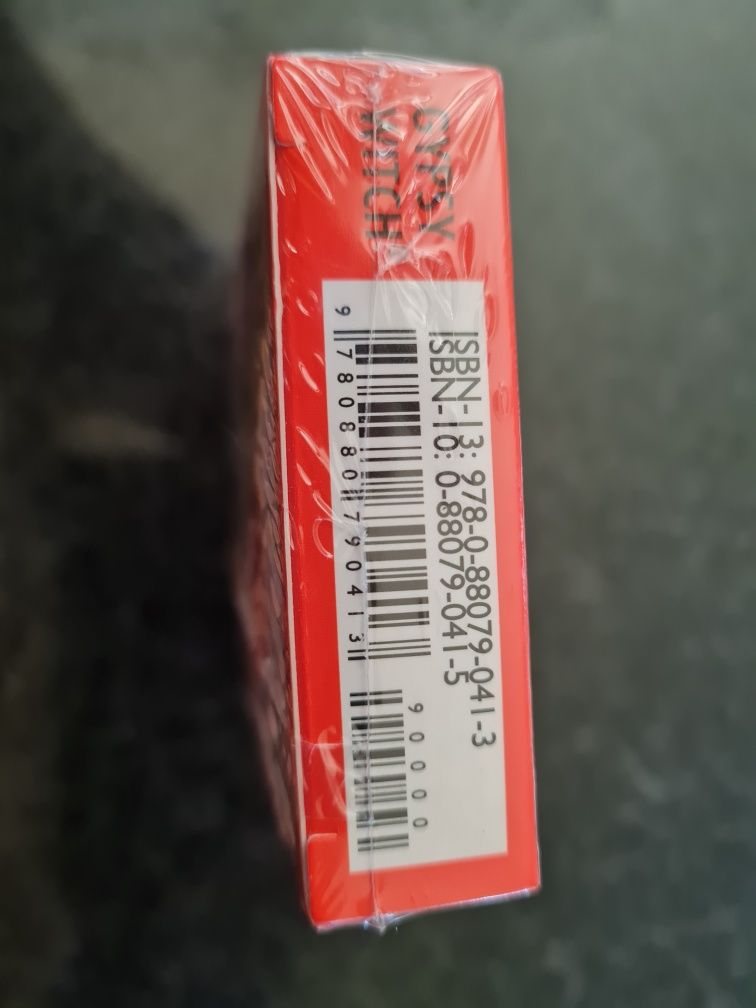 GYPSY
WITCH
ISBN-13: 978-0-88079-041-3
ISBN-10: 0-88079-041-5
90000
9 780880 790413